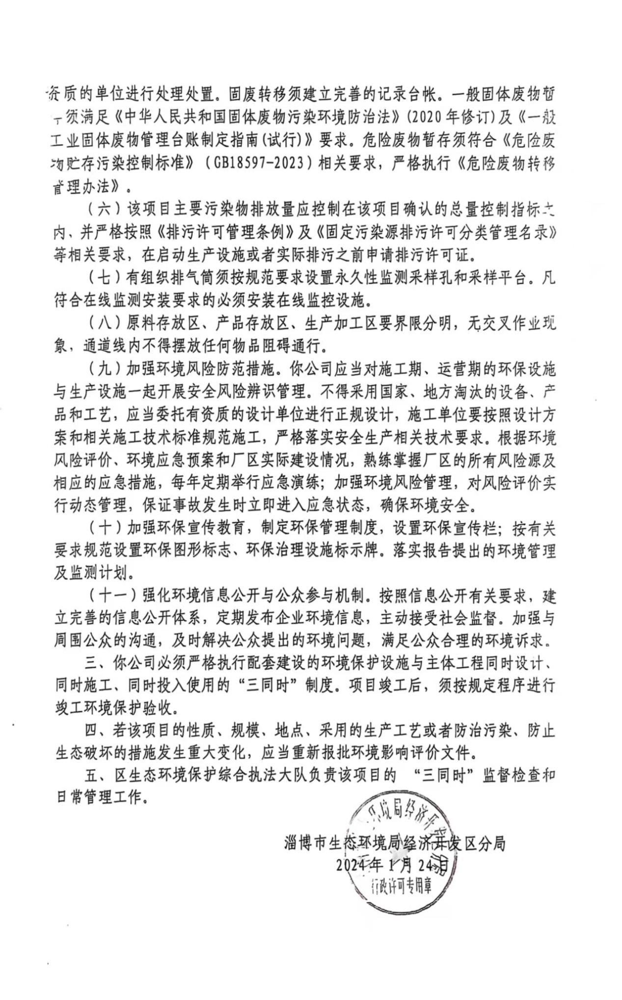 资质的单位进行处理处置。固废转移须建立完善的记录台帐。一般固体废物暂
须满足《中华人民共和国固体废物污染环境防治法》(2020年修订)及《一般
工业固体废物管理台账制定指南(试行)》要求。危险废物暂存须符合《危险废
物贮存污染控制标准》（GB18597-2023）相关要求，严格执行《危险废物转移
管理办法》。
（六）该项目主要污染物排放量应控制在该项目确认的总量控制指标之
内，并严格按照《排污许可管理条例》及《固定污染源排污许可分类管理名录》
等相关要求，在启动生产设施或者实际排污之前申请排污许可证。
（七）有组织排气筒须按规范要求设置永久性监测采样孔和采样平台。凡
符合在线监测安装要求的必须安装在线监控设施。
（八）原料存放区、产品存放区、生产加工区要界限分明，无交叉作业现
象，通道线内不得摆放任何物品阻碍通行。
（九）加强环境风险防范措施。你公司应当对施工期、运营期的环保设施
与生产设施一起开展安全风险辨识管理。不得采用国家、地方淘汰的设备、产
品和工艺，应当委托有资质的设计单位进行正规设计，施工单位要按照设计方
案和相关施工技术标准规范施工，严格落实安全生产相关技术要求。根据环境
风险评价、环境应急预案和厂区实际建设情况，熟练掌握厂区的所有风险源及
相应的应急措施，每年定期举行应急演练；加强环境风险管理，对风险评价实
行动态管理，保证事故发生时立即进入应急状态，确保环境安全。
（十）加强环保宣传教育，制定环保管理制度，设置环保宣传栏；按有关
要求规范设置环保图形标志、环保治理设施标示牌。落实报告提出的环境管理
及监测计划。
（十一）强化环境信息公开与公众参与机制。按照信息公开有关要求，建
立完善的信息公开体系，定期发布企业环境信息，主动接受社会监督。加强与
周围公众的沟通，及时解决公众提出的环境问题，满足公众合理的环境诉求。
三、你公司必须严格执行配套建设的环境保护设施与主体工程同时设计、
同时施工、同时投入使用的“三同时”制度。项目竣工后，须按规定程序进行
竣工环境保护验收。
四、若该项目的性质、规模、地点、采用的生产工艺或者防治污染、防止
生态破坏的措施发生重大变化，应当重新报批环境影响评价文件。
五、区生态环境保护综合执法大队负责该项目的 “三同时”监督检查和
日常管理工作。
环境局经济开
淄博市生态环境局经济开发区分局
2024年1月24日
行政许可专用章